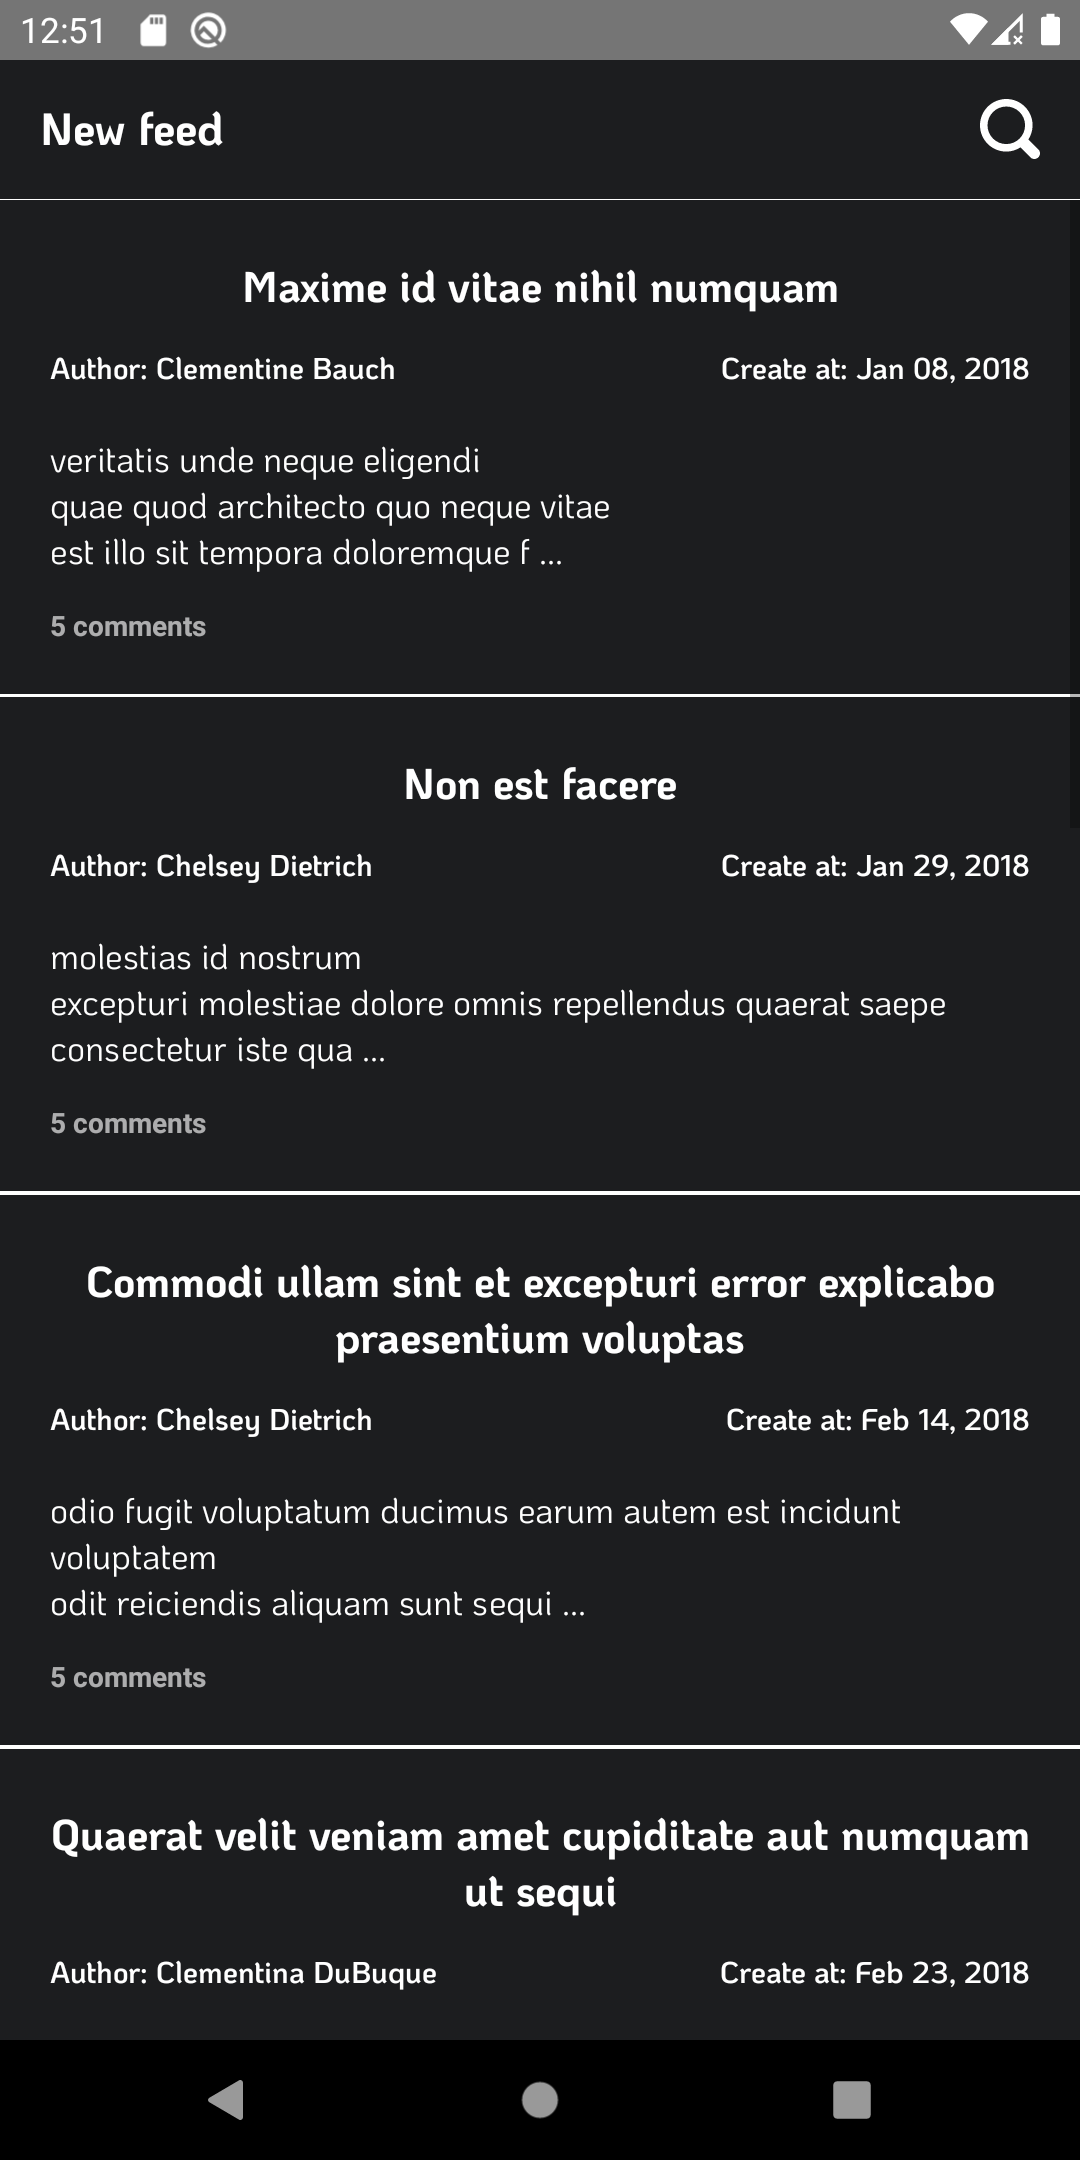 12:51
New feed
Maxime id vitae nihil numquam
Author: Clementine Bauch
Create at: Jan 08, 2018
veritatis unde neque eligendi
quae quod architecto quo neque vitae
est illo sit tempora doloremque f ...
5 comments
Non est facere
Author: Chelsey Dietrich
Create at: Jan 29, 2018
molestias id nostrum
excepturi molestiae dolore omnis repellendus quaerat saepe
consectetur iste qua ...
5 comments
Commodi ullam sint et excepturi error explicabo
praesentium voluptas
Author: Chelsey Dietrich
Create at: Feb 14, 2018
odio fugit voluptatum ducimus earum autem est incidunt
voluptatem
odit reiciendis aliquam sunt sequi ...
5 comments
Quaerat velit veniam amet cupiditate aut numquam
ut sequi
Author: Clementina DuBuque
Create at: Feb 23, 2018